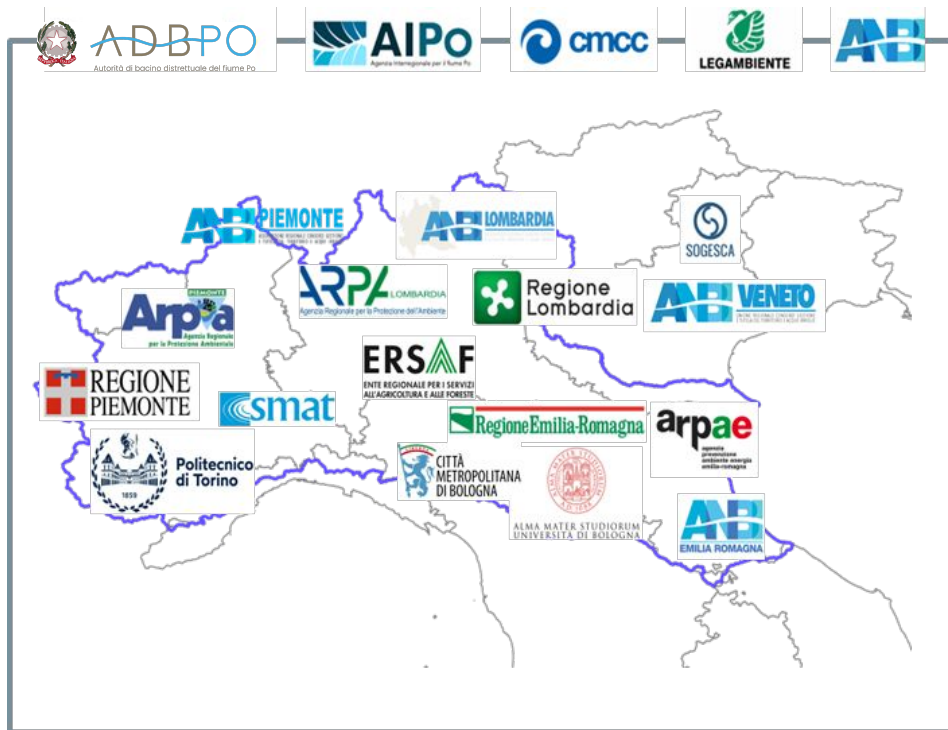 ADBPO
Autorità di bacino distrettuale del fiume Po
AIPo
Agenzia Interregionale per il fiume Po
cmcc
LEGAMBIENTE
ANBI
ANBI PIEMONTE
ANBI LOMBARDIA
SOGESCA
ARPA LOMBARDIA
Agenzia Regionale per la Protezione dell'Ambiente
Regione
Lombardia
ANBI VENETO
PIEMONTE
Arpa
Agenzia Regionale
per la Protezione Ambientale
ERSAF
ENTE REGIONALE PER I SERVIZI
ALL'AGRICOLTURA E ALLE FORESTE
REGIONE
PIEMONTE
smat
RegioneEmilia-Romagna
arpae
agenzia
prevenzione
ambiente energia
emilia-romagna
Politecnico
di Torino
1859
CITTÀ
METROPOLITANA
DI BOLOGNA
ALMA MATER STUDIORUM
UNIVERSITÀ DI BOLOGNA
ANBI
EMILIA ROMAGNA